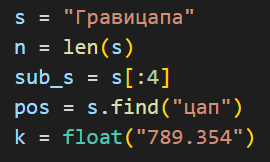 s = "Гравицапа"
n = len(s)
sub_s = s[:4]
pos = s.find("цап")
k = float("789.354")